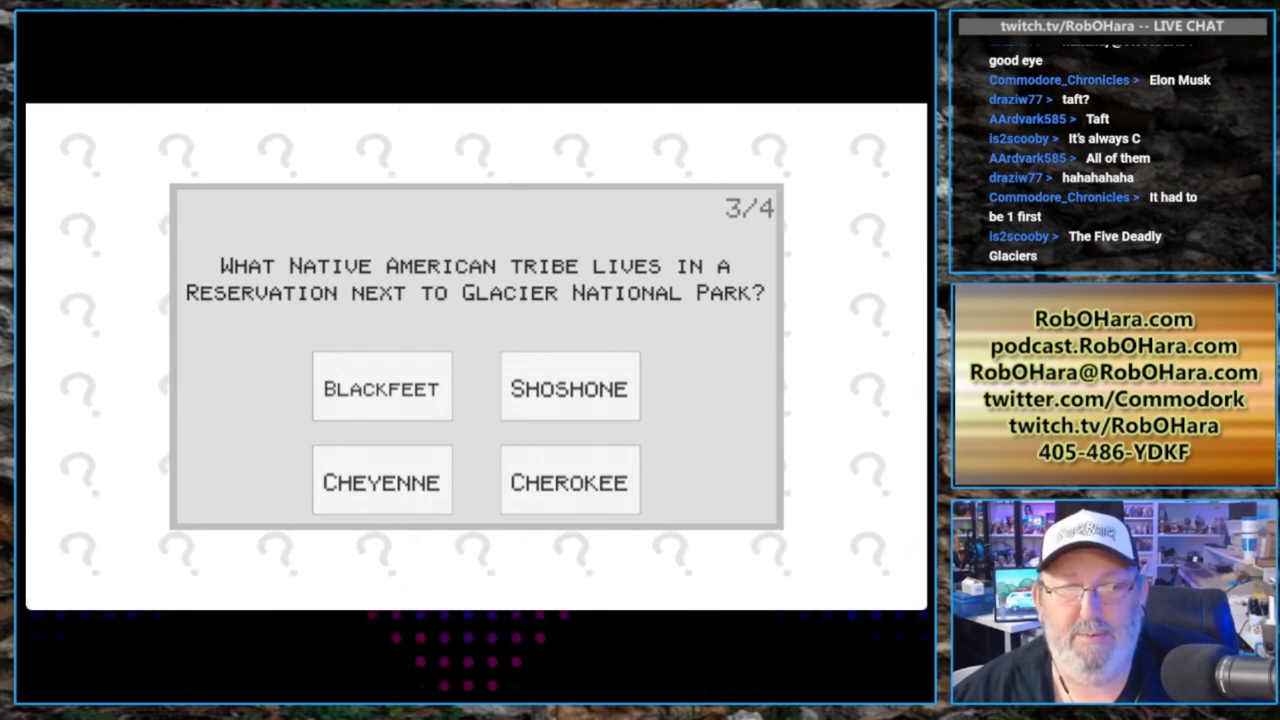 3/4
WHAT NATIVE AMERICAN TRIBE LIVES IN A
RESERVATION NEXT TO GLACIER NATIONAL PARK?
BLACKFEET
SHOSHONE
CHEYENNE
CHEROKEE
twitch.tv/RobOHara -- LIVE CHAT
good eye
Commodore_Chronicles > Elon Musk
draziw77 > taft?
AArdvark585 > Taft
is2scooby > It's always C
AArdvark585 > All of them
draziw77 > hahahahaha
Commodore_Chronicles > It had to
be 1 first
is2scooby > The Five Deadly
Glaciers
RobOHara.com
podcast.RobOHara.com
RobOHara@RobOHara.com
twitter.com/Commodork
twitch.tv/RobOHara
405-486-YDKF